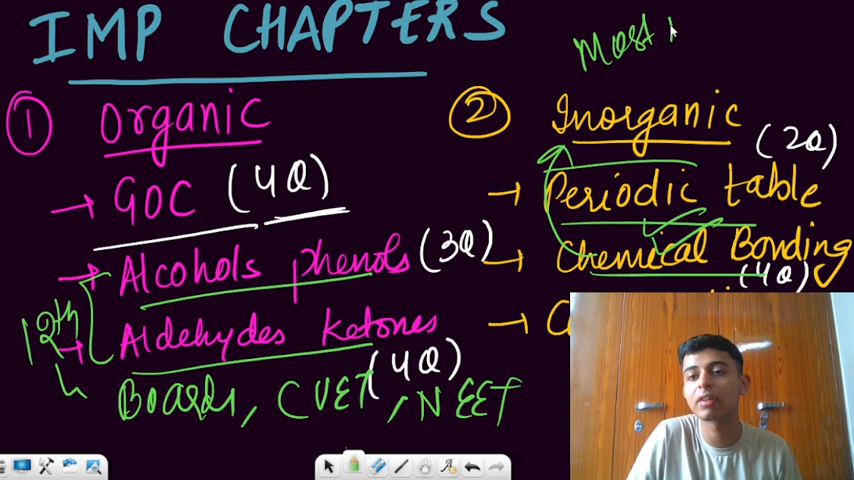 IMP CHAPTERS
Most
① Organic
→ GOC (4Q)
→ Alcohols phenols (3Q)
→ Aldehydes ketones
(4Q)
12th
Boards, CUET, NEET
② Inorganic
(2Q)
→ Periodic table
→ Chemical Bonding
(4Q)